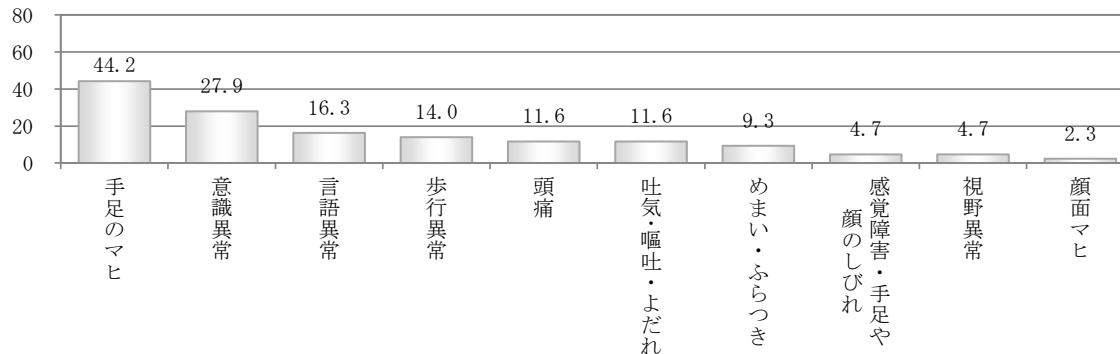 80
60
40
20
0
44.2
27.9
16.3
14.0
11.6
11.6
9.3
4.7
4.7
2.3
手足のマヒ
意識異常
言語異常
歩行異常
頭痛
吐気・嘔吐・よだれ
めまい・ふらつき
感覚障害・手足や
顔のしびれ
視野異常
顔面マヒ